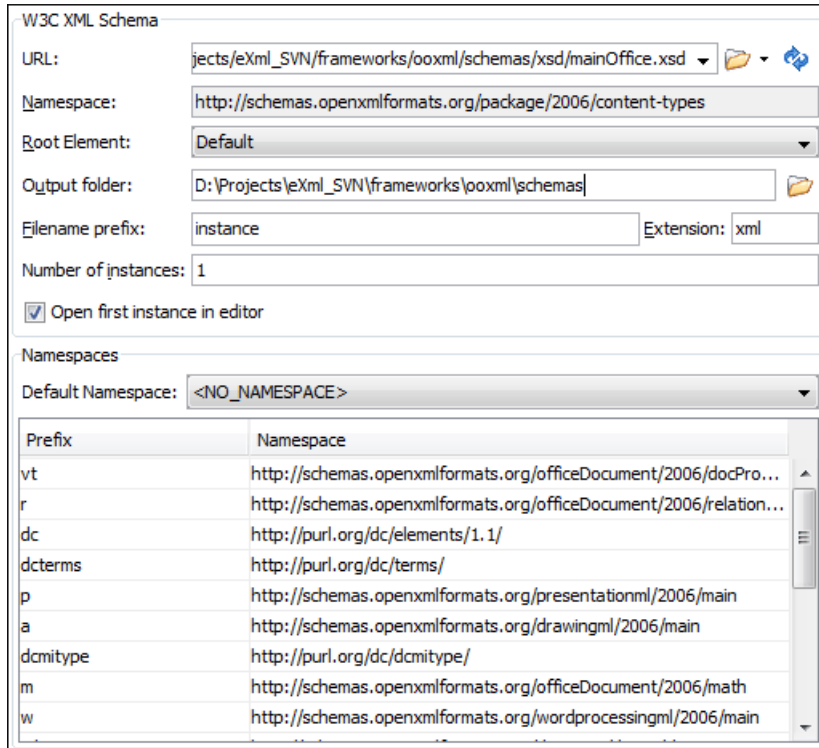 W3C XML Schema
URL: jects/eXml_SVN/frameworks/ooxml/schemas/xsd/mainOffice.xsd
Namespace: http://schemas.openxmlformats.org/package/2006/content-types
Root Element: Default
Output folder: D:\Projects\eXml_SVN\frameworks\ooxml\schemas
Filename prefix: instance Extension: xml
Number of instances: 1
Open first instance in editor
Namespaces
Default Namespace: <NO_NAMESPACE>
Prefix Namespace
vt http://schemas.openxmlformats.org/officeDocument/2006/docPro...
r http://schemas.openxmlformats.org/officeDocument/2006/relation...
dc http://purl.org/dc/elements/1.1/
dcterms http://purl.org/dc/terms/
p http://schemas.openxmlformats.org/presentationml/2006/main
a http://schemas.openxmlformats.org/drawingml/2006/main
dcmitype http://purl.org/dc/dcmitype/
m http://schemas.openxmlformats.org/officeDocument/2006/math
w http://schemas.openxmlformats.org/wordprocessingml/2006/main